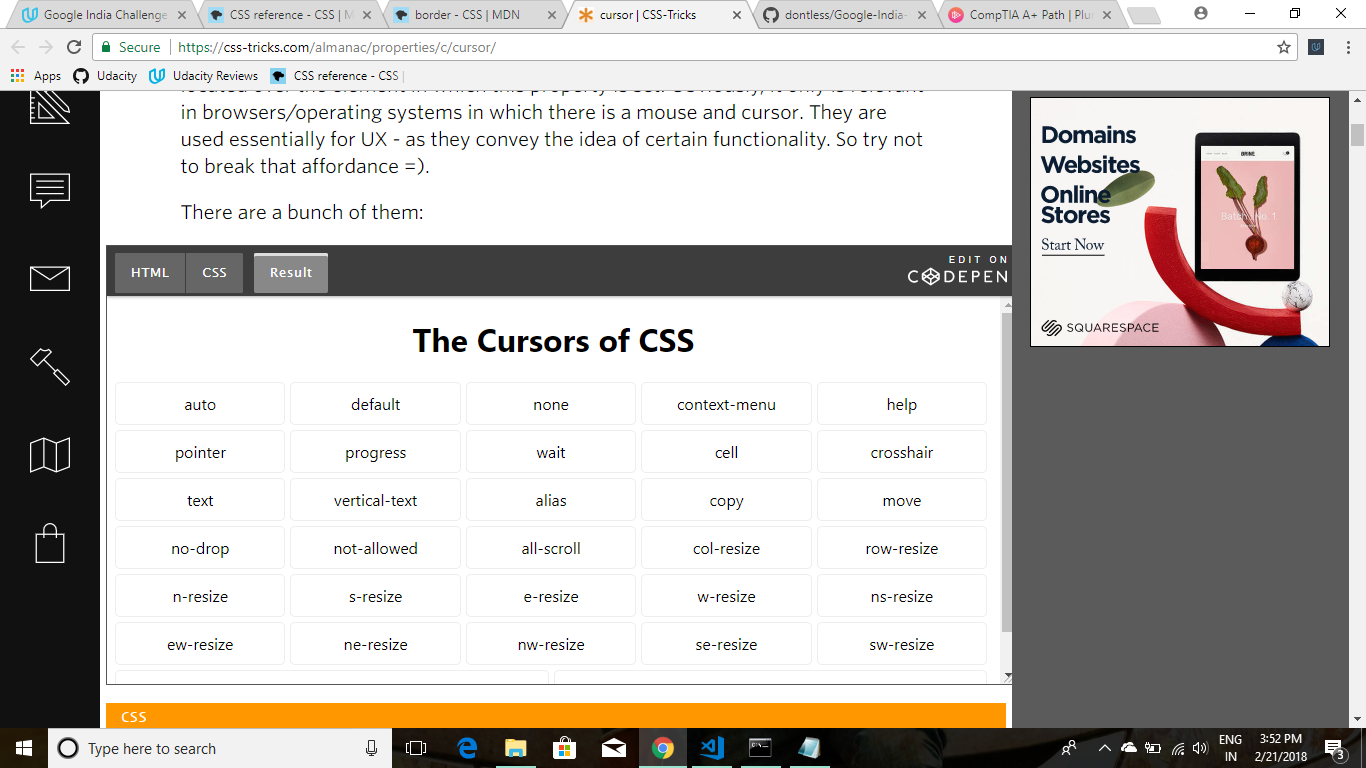 Google India Challenge
CSS reference - CSS | M
border - CSS | MDN
cursor | CSS-Tricks
dontless/Google-India-
CompTIA A+ Path | Plu
Secure
https://css-tricks.com/almanac/properties/c/cursor/
Apps
Udacity
Udacity Reviews
CSS reference - CSS |
in browsers/operating systems in which there is a mouse and cursor. They are
used essentially for UX - as they convey the idea of certain functionality. So try not
to break that affordance =).
There are a bunch of them:
HTML
CSS
Result
EDIT ON
CODEPEN
The Cursors of CSS
auto default none context-menu help
pointer progress wait cell crosshair
text vertical-text alias copy move
no-drop not-allowed all-scroll col-resize row-resize
n-resize s-resize e-resize w-resize ns-resize
ew-resize ne-resize nw-resize se-resize sw-resize
CSS
Domains
Websites
Online
Stores
Start Now
BRINE
SQUARESPACE
Type here to search
ENG
IN
3:52 PM
2/21/2018
3